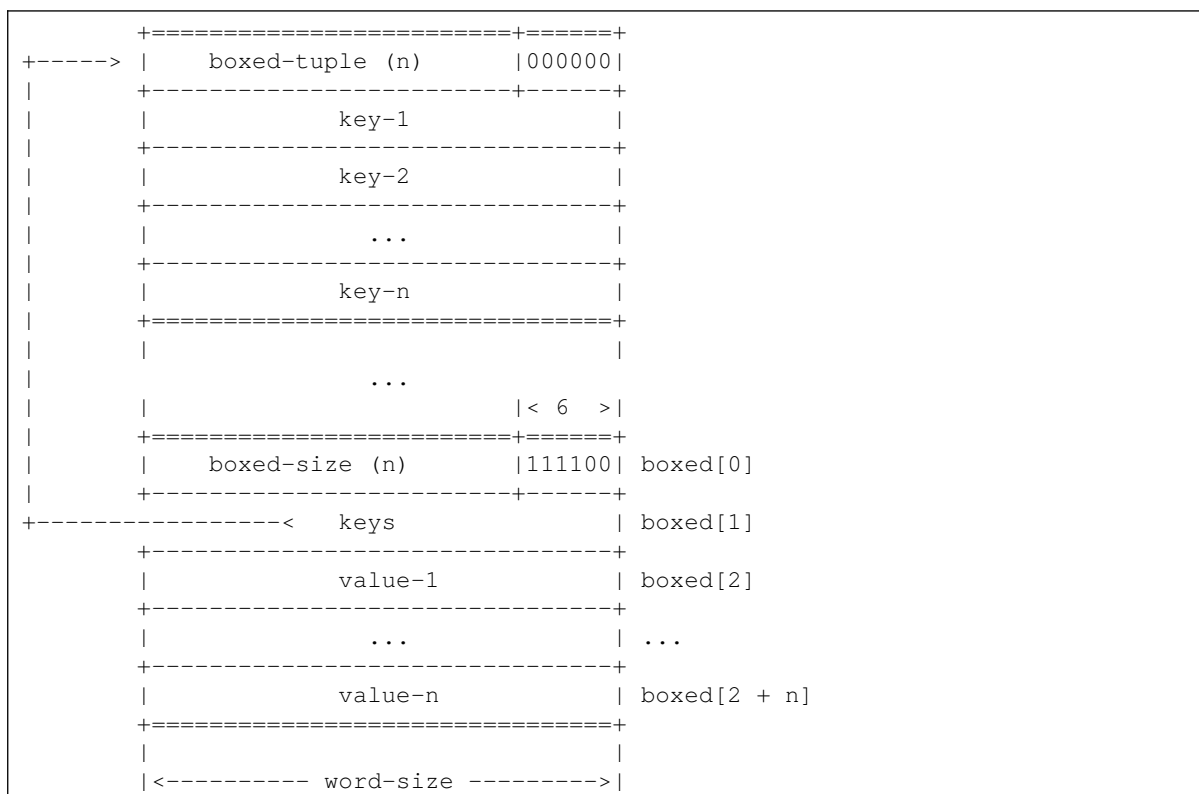 +=========================+======+
+-----> |    boxed-tuple (n)      |000000|
|       +-------------------------+------+
|       |             key-1              |
|       +--------------------------------+
|       |             key-2              |
|       +--------------------------------+
|       |               ...              |
|       +--------------------------------+
|       |             key-n              |
|       +================================+
|       |                                |
|                       ...
|       |                         |< 6  >|
|       +=========================+======+
|       |    boxed-size (n)       |111100| boxed[0]
|       +-------------------------+------+
+-----------------<   keys               | boxed[1]
        +--------------------------------+
        |             value-1            | boxed[2]
        +--------------------------------+
        |               ...              | ...
        +--------------------------------+
        |             value-n            | boxed[2 + n]
        +================================+
        |                                |
        |<---------- word-size --------->|